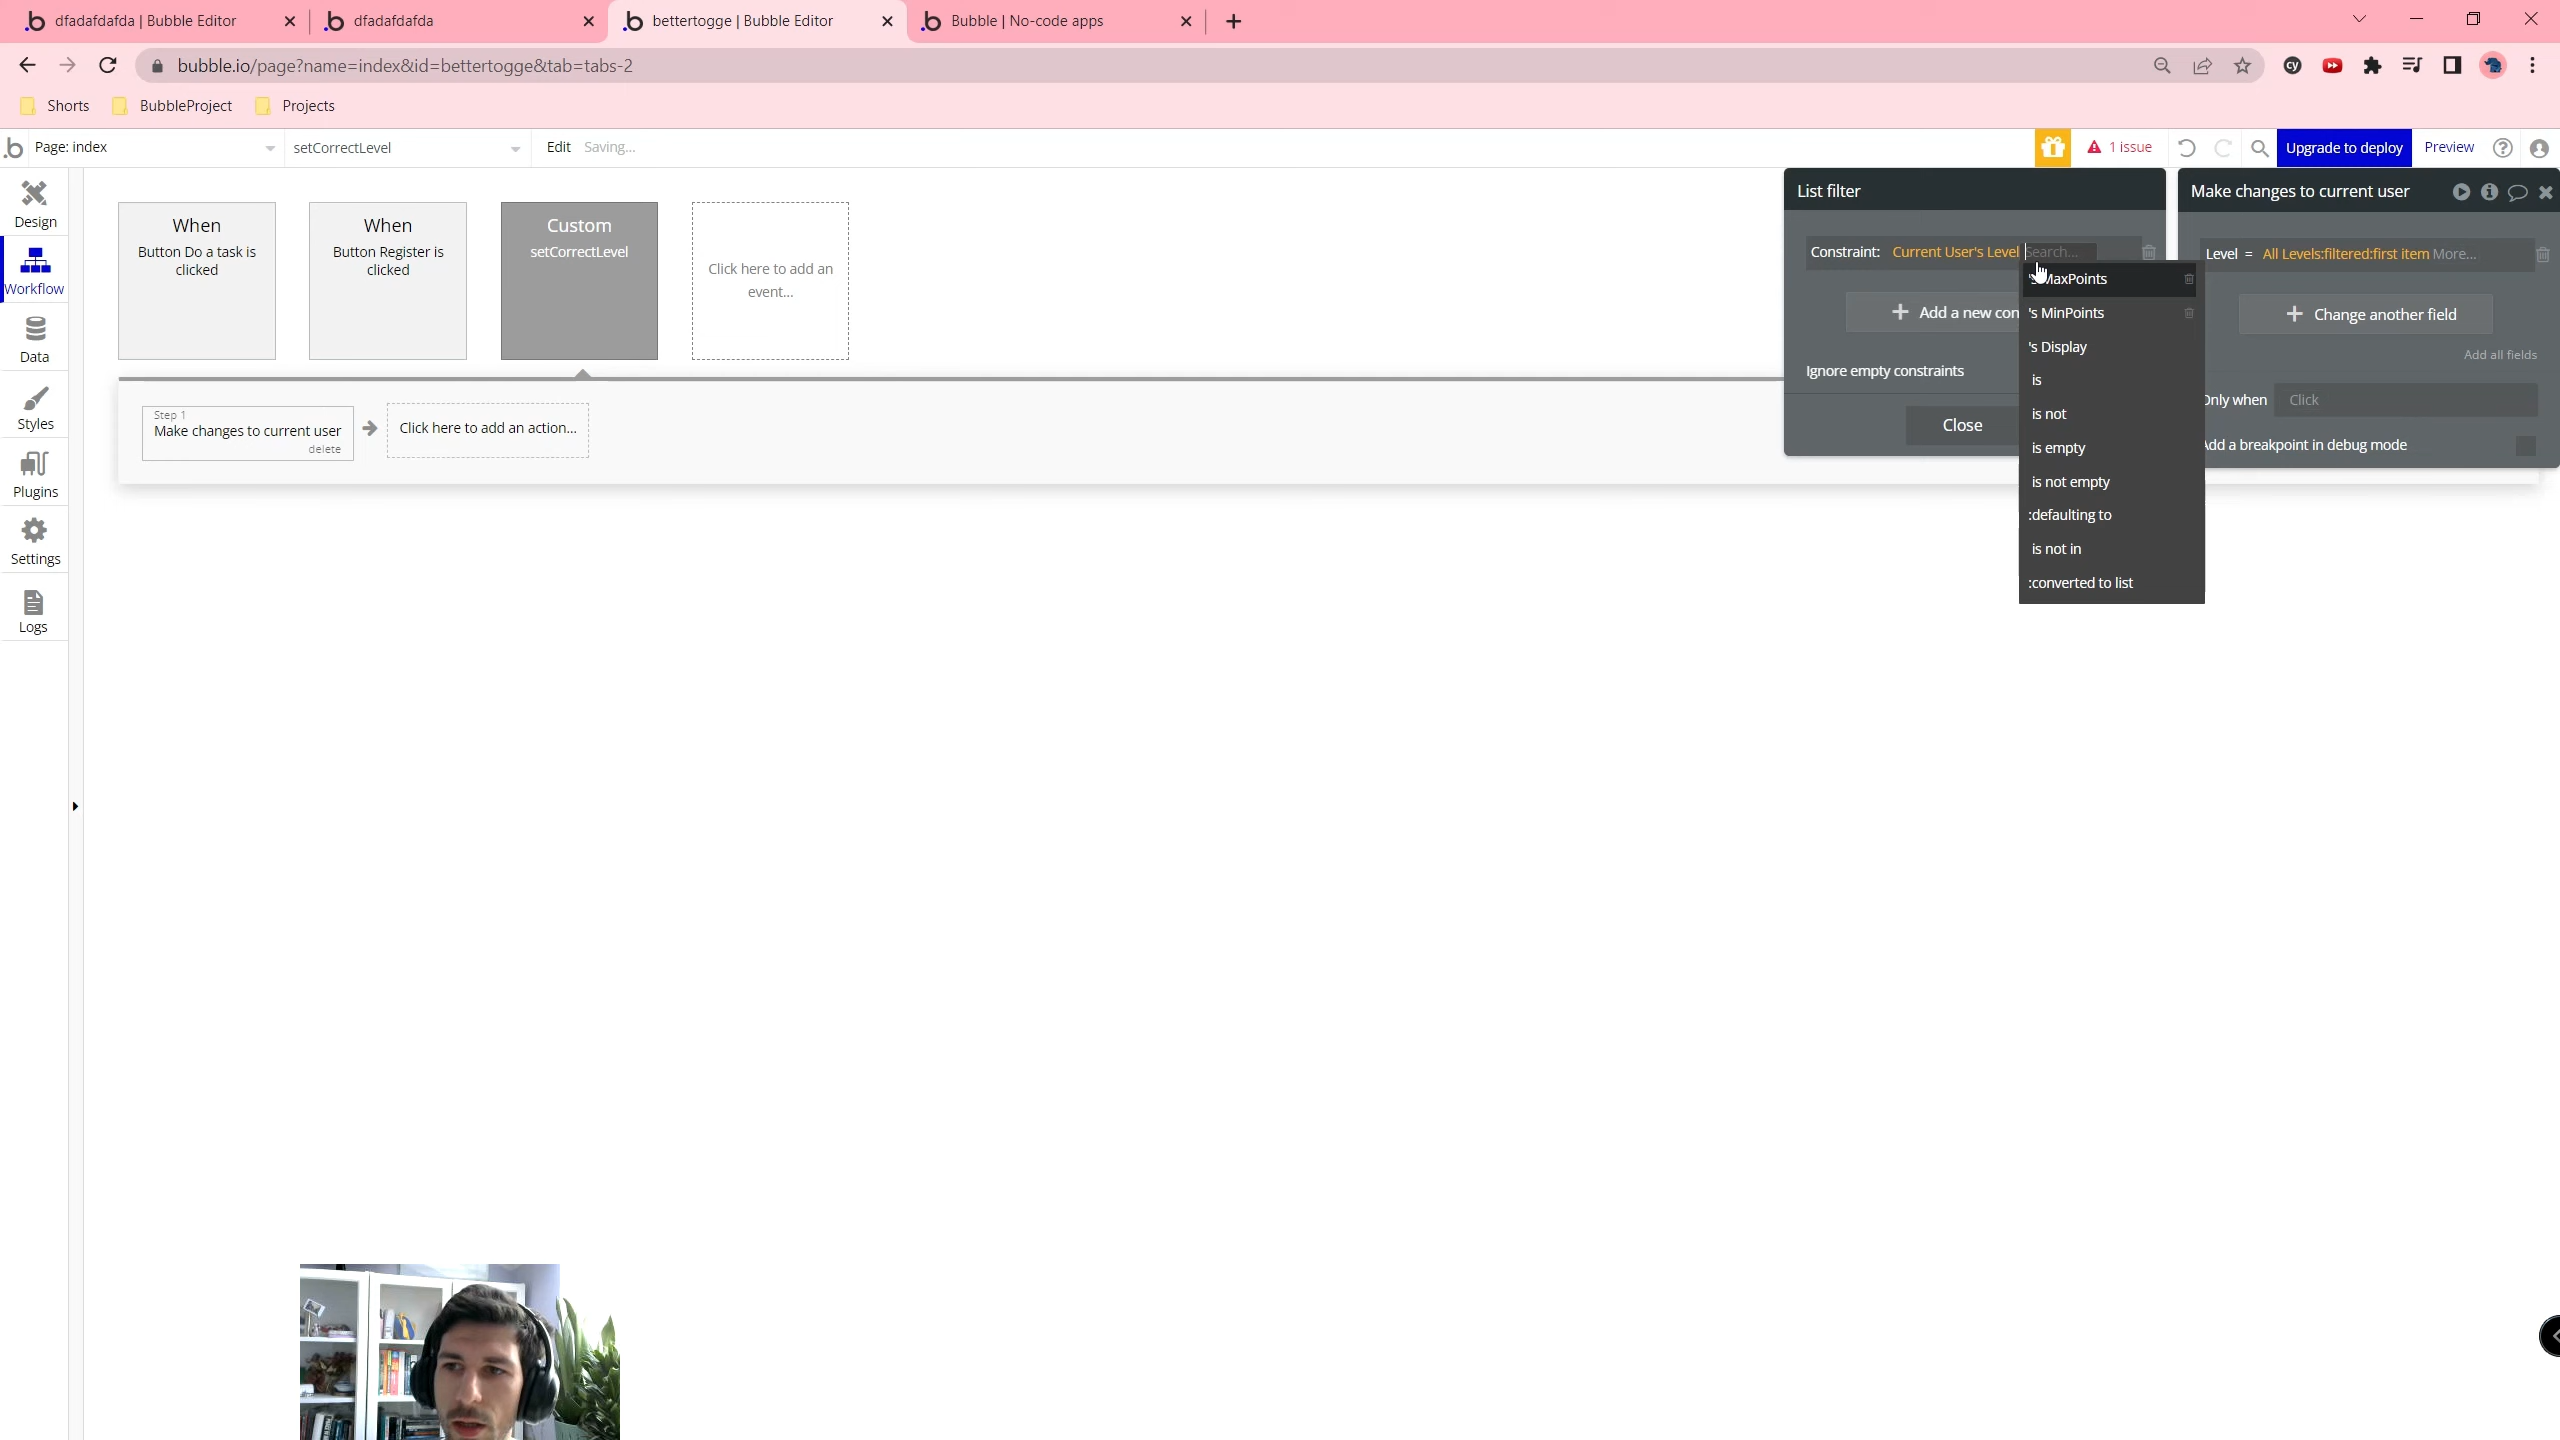 dfadafdafda | Bubble Editor
dfadafdafda
bettertogge | Bubble Editor
Bubble | No-code apps
bubble.io/page?name=index&id=bettertogge&tab=tabs-2
Shorts
BubbleProject
Projects
Page: index
setCorrectLevel
Edit
Saving...
1 issue
Upgrade to deploy
Preview
Design
Workflow
Data
Styles
Plugins
Settings
Logs
When
Button Do a task is
clicked
When
Button Register is
clicked
Custom
setCorrectLevel
Click here to add an
event...
Step 1
Make changes to current user
delete
Click here to add an action...
List filter
Constraint: Current User's Level Search...
Add a new con
Ignore empty constraints
Close
's MaxPoints
's MinPoints
's Display
is
is not
is empty
is not empty
:defaulting to
is not in
:converted to list
Make changes to current user
Level = All Levels:filtered:first item More...
Change another field
Add all fields
Only when Click
Add a breakpoint in debug mode